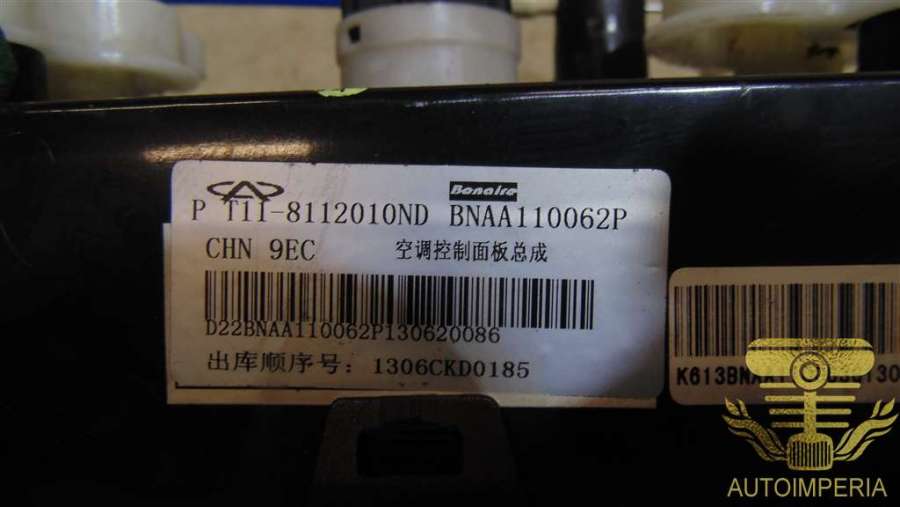 Bonaire
P T11-8112010ND BNAA110062P
CHN 9EC 空调控制面板总成
D22BNAA110062P130620086
出库顺序号: 1306CKD0185
AUTOIMPERIA